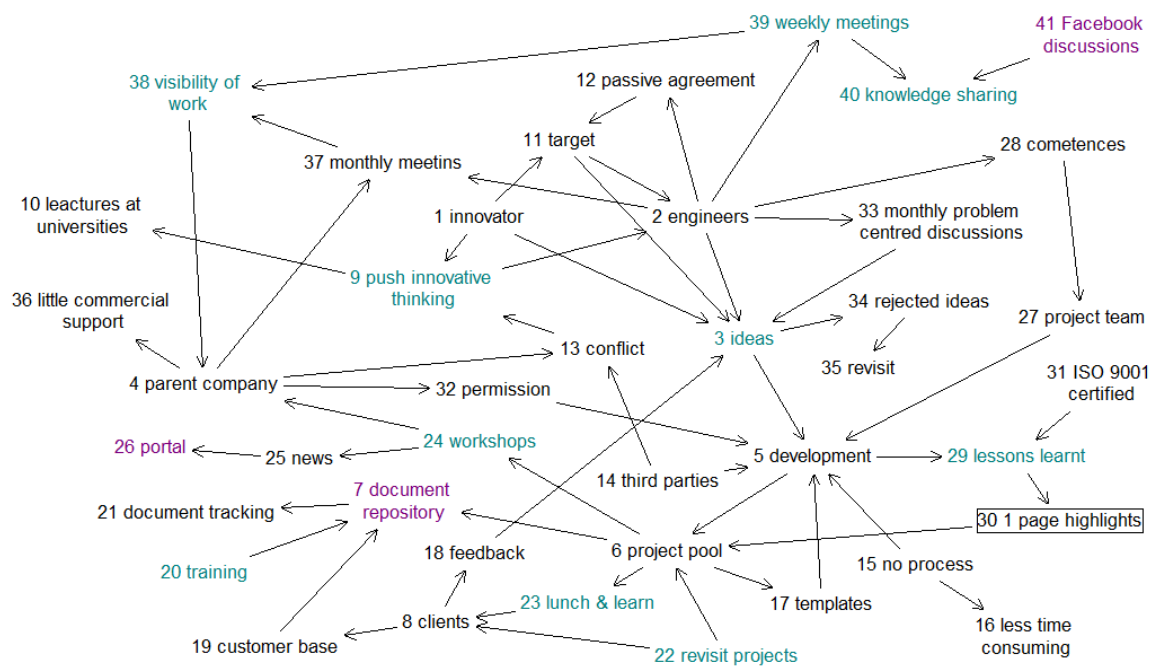 39 weekly meetings
41 Facebook
discussions
38 visibility of
work
12 passive agreement
40 knowledge sharing
11 target
28 cometences
37 monthly meetins
10 leactures at
universities
1 innovator
2 engineers
33 monthly problem
centred discussions
9 push innovative
thinking
36 little commercial
support
34 rejected ideas
27 project team
3 ideas
13 conflict
35 revisit
4 parent company
32 permission
31 ISO 9001
certified
26 portal
24 workshops
25 news
5 development
29 lessons learnt
14 third parties
7 document
repository
21 document tracking
30 1 page highlights
18 feedback
6 project pool
15 no process
20 training
23 lunch & learn
17 templates
8 clients
19 customer base
22 revisit projects
16 less time
consuming